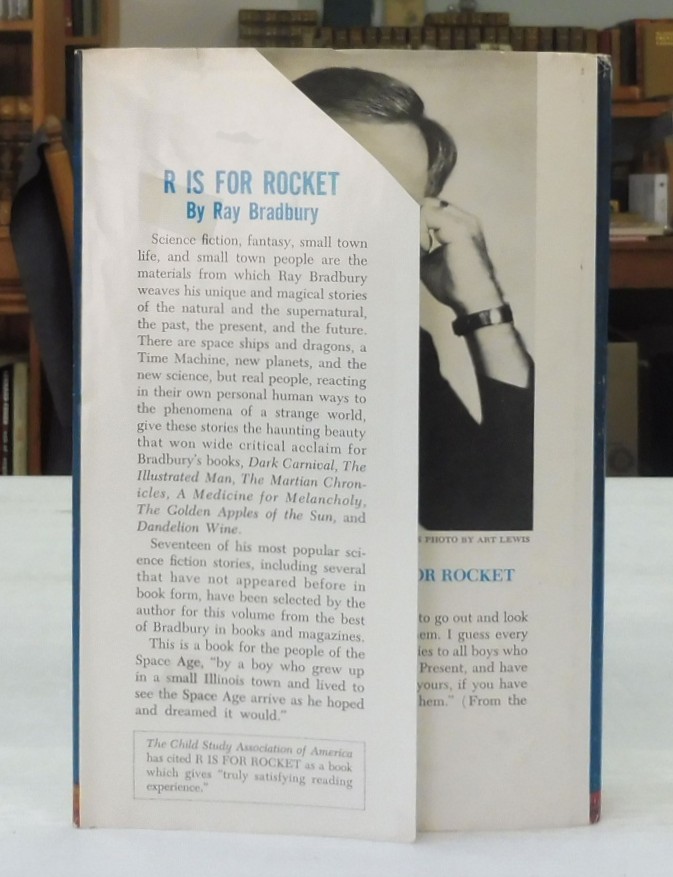 R IS FOR ROCKET
By Ray Bradbury
Science fiction, fantasy, small town
life, and small town people are the
materials from which Ray Bradbury
weaves his unique and magical stories
of the natural and the supernatural,
the past, the present, and the future.
There are space ships and dragons, a
Time Machine, new planets, and the
new science, but real people, reacting
in their own personal human ways to
the phenomena of a strange world,
give these stories the haunting beauty
that won wide critical acclaim for
Bradbury's books, Dark Carnival, The
Illustrated Man, The Martian Chron-
icles, A Medicine for Melancholy,
The Golden Apples of the Sun, and
Dandelion Wine.
Seventeen of his most popular sci-
ence fiction stories, including several
that have not appeared before in
book form, have been selected by the
author for this volume from the best
of Bradbury in books and magazines.
This is a book for the people of the
Space Age, "by a boy who grew up
in a small Illinois town and lived to
see the Space Age arrive as he hoped
and dreamed it would."
The Child Study Association of America
has cited R IS FOR ROCKET as a book
which gives "truly satisfying reading
experience."
PHOTO BY ART LEWIS
OR ROCKET
to go out and look
em. I guess every
ies to all boys who
Present, and have
yours, if you have
hem." (From the